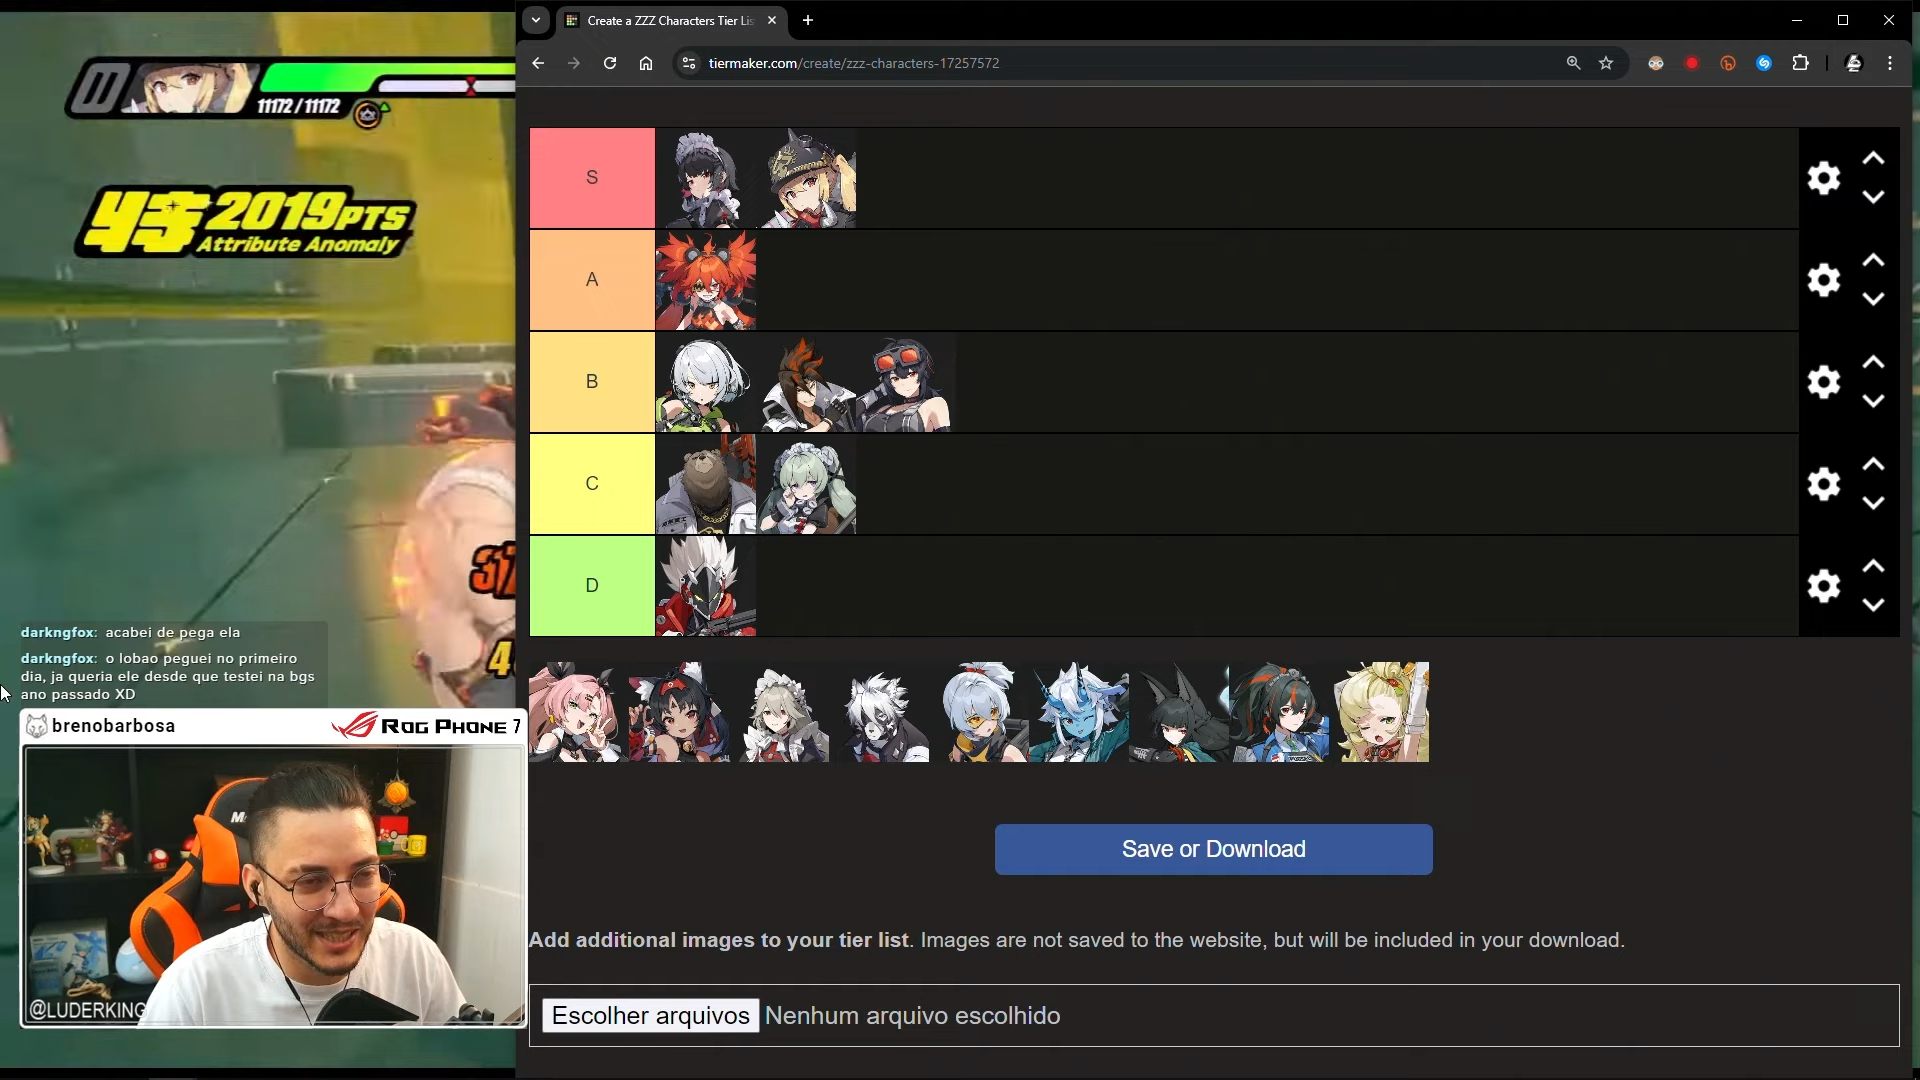 Create a ZZZ Characters Tier Lis
tiermaker.com/create/zzz-characters-17257572
11172/11172
2019PTS
Attribute Anomaly
S
A
B
C
D
darkngfox: acabei de pega ela
darkngfox: o lobao peguei no primeiro
dia, ja queria ele desde que testei na bgs
ano passado XD
brenobarbosa
ROG PHONE 7
@LUDERKING
Save or Download
Add additional images to your tier list. Images are not saved to the website, but will be included in your download.
Escolher arquivos Nenhum arquivo escolhido